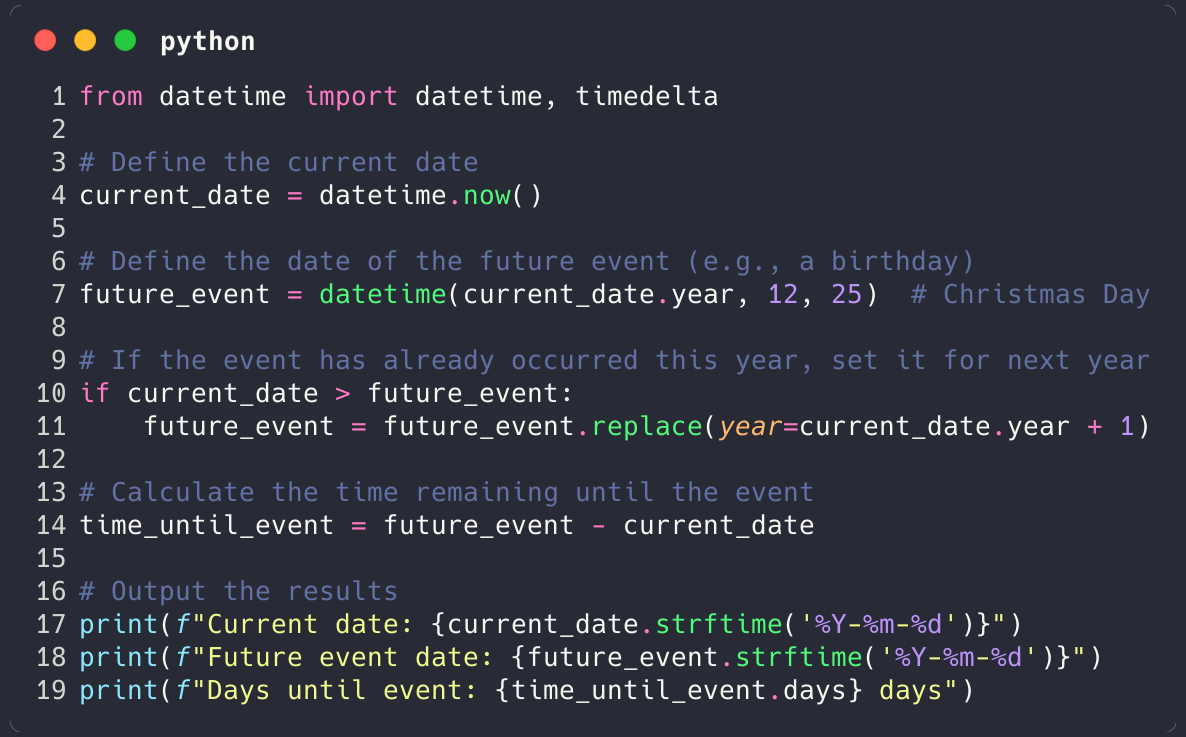 python
1 from datetime import datetime, timedelta
2
3 # Define the current date
4 current_date = datetime.now()
5
6 # Define the date of the future event (e.g., a birthday)
7 future_event = datetime(current_date.year, 12, 25)  # Christmas Day
8
9 # If the event has already occurred this year, set it for next year
10 if current_date > future_event:
11     future_event = future_event.replace(year=current_date.year + 1)
12
13 # Calculate the time remaining until the event
14 time_until_event = future_event - current_date
15
16 # Output the results
17 print(f"Current date: {current_date.strftime('%Y-%m-%d')}")
18 print(f"Future event date: {future_event.strftime('%Y-%m-%d')}")
19 print(f"Days until event: {time_until_event.days} days")